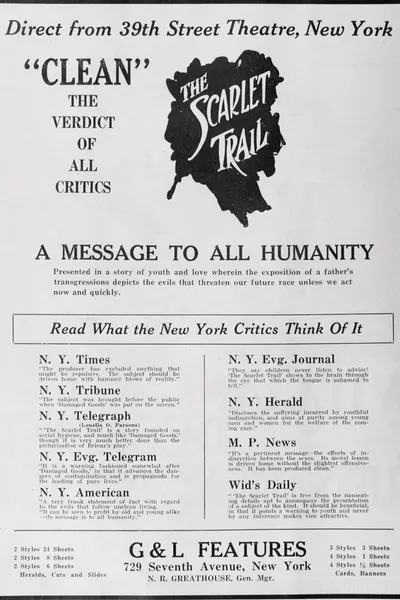 Direct from 39th Street Theatre, New York
"CLEAN"
THE
VERDICT
OF
ALL
CRITICS
THE
SCARLET
TRAIL
A MESSAGE TO ALL HUMANITY
Presented in a story of youth and love wherein the exposition of a father's
transgressions depicts the evils that threaten our future race unless we act
now and quickly.
Read What the New York Critics Think Of It
N. Y. Times
"The producer has excluded anything that
might be repulsive. The subject should be
driven home with hammer blows of reality."
N. Y. Tribune
"The subject was brought before the public
when 'Damaged Goods' was put on the screen."
N. Y. Telegraph
(Louella O. Parsons)
"'The Scarlet Trail' is a story founded on
social hygiene, and much like 'Damaged Goods,'
though it is very much better done than the
picturization of Brieux's play."
N. Y. Evg. Telegram
"It is a warning fashioned somewhat after
'Damaged Goods,' in that it advances the dan-
gers of contamination and is propaganda for
the leading of pure lives."
N. Y. American
"A very frank statement of fact with regard
to the evils that follow unclean living.
"It can be seen to profit by old and young alike
—its message is to all humanity."
N. Y. Evg. Journal
"They say children never listen to advice!
'The Scarlet Trail' shows to the brain through
the eye that which the tongue is ashamed to
tell."
N. Y. Herald
"Discloses the suffering incurred by youthful
indiscretion, and aims at purity among young
men and women for the welfare of the com-
ing race."
M. P. News
"It's a pertinent message—the effects of in-
discretion between the sexes. Its moral lesson
is driven home without the slightest offensive-
ness. It has been produced clean."
Wid's Daily
"'The Scarlet Trail' is free from the nauseat-
ing details apt to accompany the presentation
of a subject of the kind. It should be beneficial,
in that it points a warning to youth and never
by any inference makes vice attractive.
2 Styles 24 Sheets
2 Styles 8 Sheets
2 Styles 6 Sheets
Heralds, Cuts and Slides
G & L FEATURES
729 Seventh Avenue, New York
N. R. GREATHOUSE, Gen. Mgr.
3 Styles 3 Sheets
4 Styles 1 Sheets
4 Styles ½ Sheets
Cards, Banners